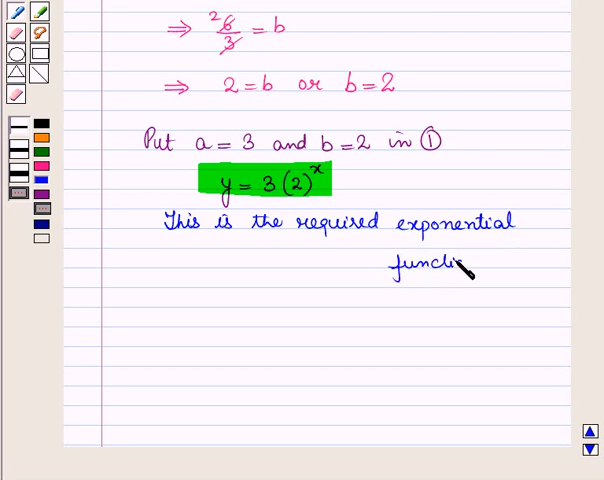 ⇒ ²6/3 = b
⇒ 2 = b or b = 2
Put a = 3 and b = 2 in ①
y = 3(2)^x
This is the required exponential
functi